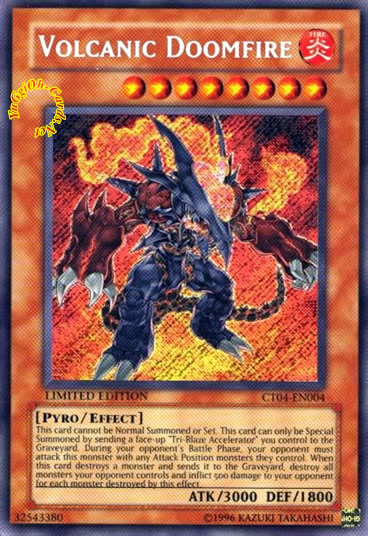 VOLCANIC DOOMFIRE
FIRE
炎
YuGiOh-Cards.Net
LIMITED EDITION
CT04-EN004
[PYRO/EFFECT]
This card cannot be Normal Summoned or Set. This card can only be Special
Summoned by sending a face-up "Tri-Blaze Accelerator" you control to the
Graveyard. During your opponent's Battle Phase, your opponent must
attack this monster with any Attack Position monsters they control. When
this card destroys a monster and sends it to the Graveyard, destroy all
monsters your opponent controls and inflict 500 damage to your opponent
for each monster destroyed by this effect.
ATK/3000 DEF/1800
32543380
©1996 KAZUKI TAKAHASHI